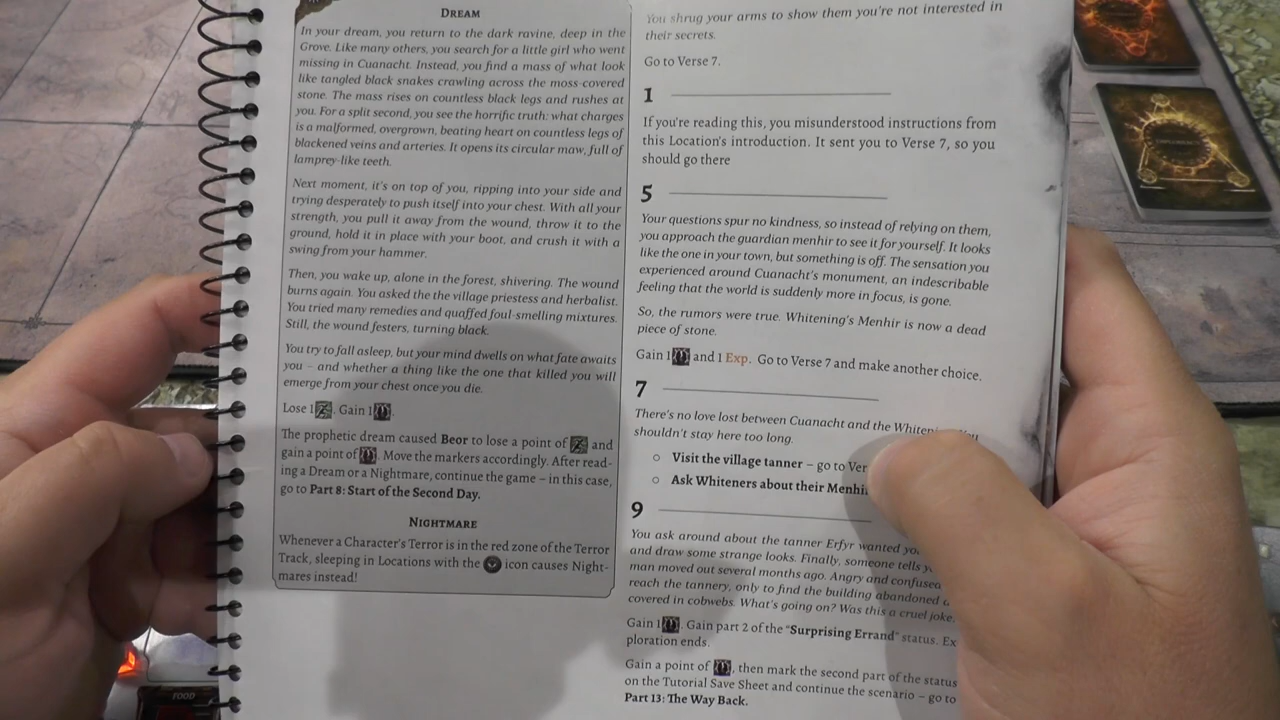 DREAM
In your dream, you return to the dark ravine, deep in the
Grove. Like many others, you search for a little girl who went
missing in Cuanacht. Instead, you find a mass of what look
like tangled black snakes crawling across the moss-covered
stone. The mass rises on countless black legs and rushes at
you. For a split second, you see the horrific truth: what charges
is a malformed, overgrown, beating heart on countless legs of
blackened veins and arteries. It opens its circular maw, full of
lamprey-like teeth.
Next moment, it's on top of you, ripping into your side and
trying desperately to push itself into your chest. With all your
strength, you pull it away from the wound, throw it to the
ground, hold it in place with your boot, and crush it with a
swing from your hammer.
Then, you wake up, alone in the forest, shivering. The wound
burns again. You asked the the village priestess and herbalist.
You tried many remedies and quaffed foul-smelling mixtures.
Still, the wound festers, turning black.
You try to fall asleep, but your mind dwells on what fate awaits
you – and whether a thing like the one that killed you will
emerge from your chest once you die.
Lose 1. Gain 1.
The prophetic dream caused Beor to lose a point of and
gain a point of. Move the markers accordingly. After read-
ing a Dream or a Nightmare, continue the game – in this case,
go to Part 8: Start of the Second Day.
NIGHTMARE
Whenever a Character's Terror is in the red zone of the Terror
Track, sleeping in Locations with the icon causes Night-
mares instead!
You shrug your arms to show them you're not interested in
their secrets.
Go to Verse 7.
1
If you're reading this, you misunderstood instructions from
this Location's introduction. It sent you to Verse 7, so you
should go there
5
Your questions spur no kindness, so instead of relying on them,
you approach the guardian menhir to see it for yourself. It looks
like the one in your town, but something is off. The sensation you
experienced around Cuanacht's monument, an indescribable
feeling that the world is suddenly more in focus, is gone.
So, the rumors were true. Whitening's Menhir is now a dead
piece of stone.
Gain 1 and 1 Exp. Go to Verse 7 and make another choice.
7
There's no love lost between Cuanacht and the
shouldn't stay here too long.
Visit the village tanner – go to
Ask Whiteners about their
9
You ask around about the tanner Erfyr wanted
and draw some strange looks. Finally, someone tells
man moved out several months ago. Angry and
reach the tannery, only to find the building abandoned
covered in cobwebs. What's going on? Was this a cruel joke
Gain 1. Gain part 2 of the "Surprising Errand" status. Ex
ploration ends.
Gain a point of, then mark the second part of the status
on the Tutorial Save Sheet and continue the scenario – go to
Part 13: The Way Back.
DIPLOMACY
FOOD